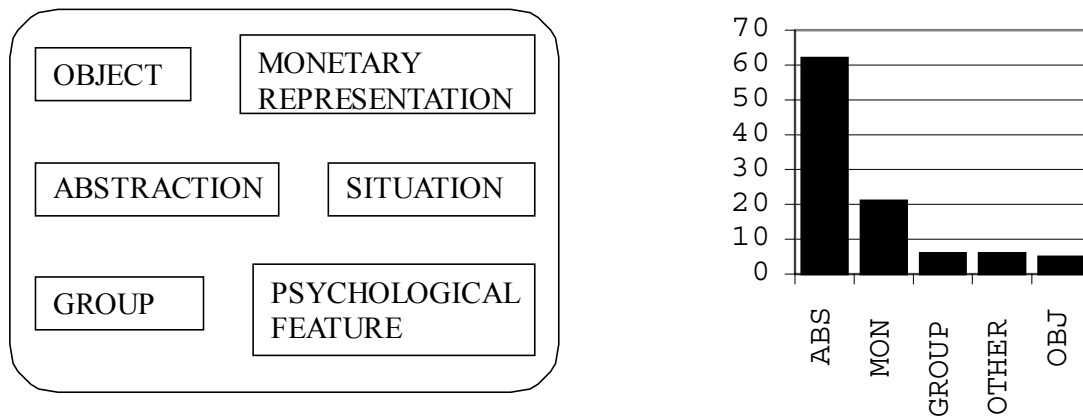 OBJECT
MONETARY
REPRESENTATION
ABSTRACTION
SITUATION
GROUP
PSYCHOLOGICAL
FEATURE
70
60
50
40
30
20
10
0
ABS
MON
GROUP
OTHER
OBJ